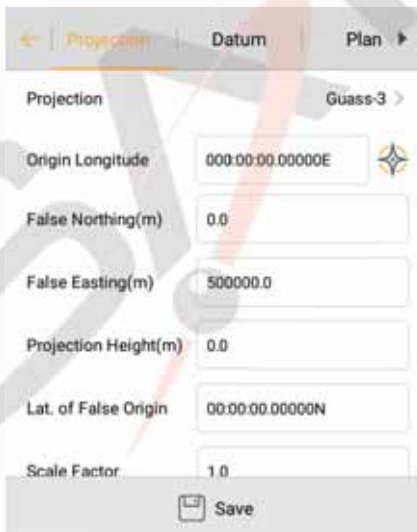 Projection Datum Plan
Projection Guass-3
Origin Longitude 000:00:00.00000E
False Northing(m) 0.0
False Easting(m) 500000.0
Projection Height(m) 0.0
Lat. of False Origin 00:00:00.00000N
Scale Factor 1.0
Save